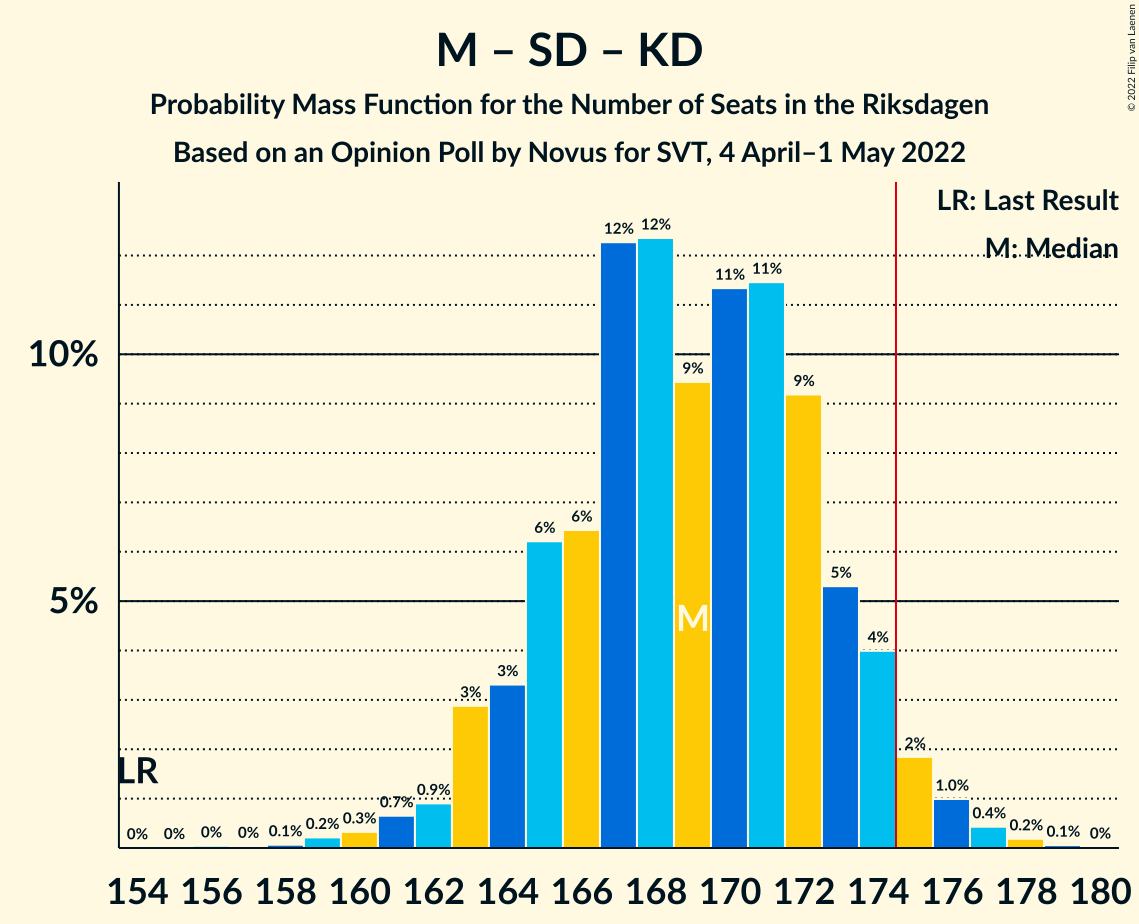 M – SD – KD
Probability Mass Function for the Number of Seats in the Riksdagen
Based on an Opinion Poll by Novus for SVT, 4 April–1 May 2022
© 2022 Filip van Laenen
LR: Last Result
M: Median
10%
5%
LR
M
0% 0% 0% 0% 0.1% 0.2% 0.3% 0.7% 0.9% 3% 3% 6% 6% 12% 12% 9% 11% 11% 9% 5% 4% 2% 1.0% 0.4% 0.2% 0.1% 0%
154 156 158 160 162 164 166 168 170 172 174 176 178 180